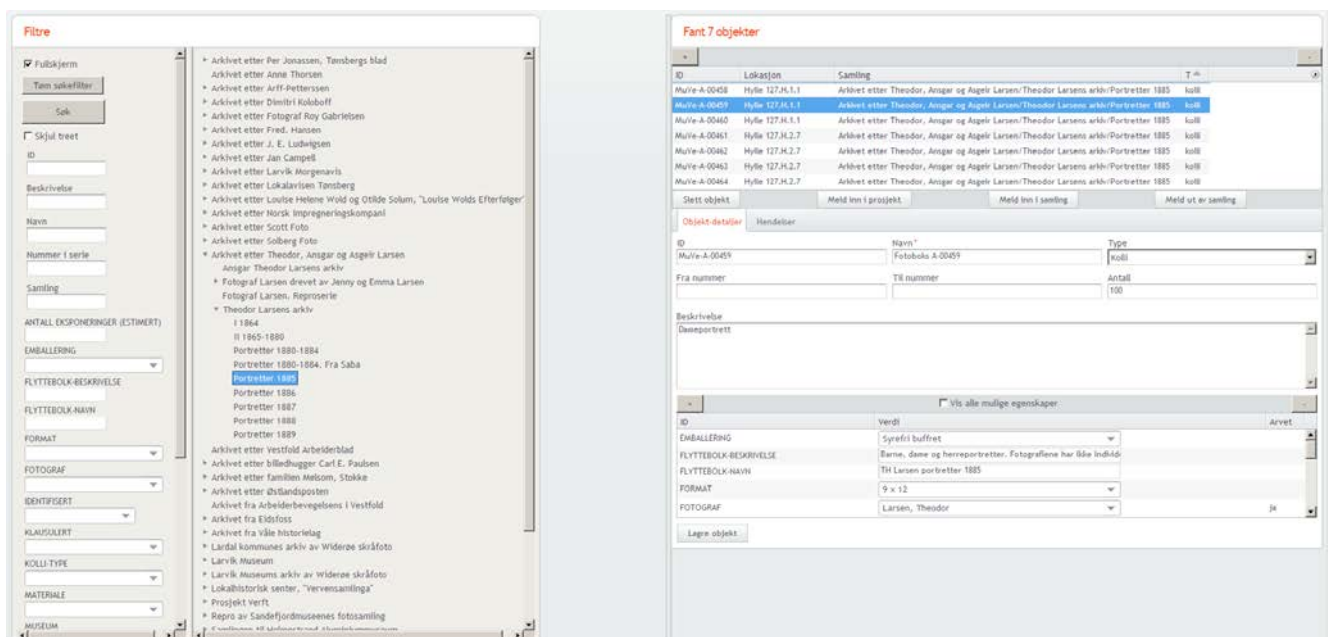 Filtre
Fullskjerm
Tøm søkefilter
Søk
Skjul treet
ID
Beskrivelse
Navn
Nummer i serie
Samling
ANTALL EKSPONERINGER (ESTIMERT)
EMBALLERING
FLYTTEBOLK-BESKRIVELSE
FLYTTEBOLK-NAVN
FORMAT
FOTOGRAF
IDENTIFISERT
KLAUSULERT
KOLLI-TYPE
MATERIALE
MUSEUM
Arkivet etter Per Jonassen, Tønsbergs blad
Arkivet etter Anne Thorsen
Arkivet etter Arff-Petterssen
Arkivet etter Dimitri Koloboff
Arkivet etter Fotograf Roy Gabrielsen
Arkivet etter Fred. Hansen
Arkivet etter J. E. Ludwigsen
Arkivet etter Jan Campell
Arkivet etter Larvik Morgenavis
Arkivet etter Lokalavisen Tønsberg
Arkivet etter Louise Helene Wold og Otilde Solum, "Louise Wolds Efterfølger"
Arkivet etter Norsk Impregneringskompani
Arkivet etter Scott Foto
Arkivet etter Solberg Foto
Arkivet etter Theodor, Ansgar og Asgeir Larsen
Ansgar Theodor Larsens arkiv
Fotograf Larsen drevet av Jenny og Emma Larsen
Fotograf Larsen. Reproserie
Theodor Larsens arkiv
I 1864
II 1865-1880
Portretter 1880-1884
Portretter 1880-1884. Fra Saba
Portretter 1885
Portretter 1886
Portretter 1887
Portretter 1888
Portretter 1889
Arkivet etter Vestfold Arbeiderblad
Arkivet etter billedhugger Carl E. Paulsen
Arkivet etter familien Melsom, Stokke
Arkivet etter Østlandsposten
Arkivet fra Arbeiderbevegelsens i Vestfold
Arkivet fra Eidsfoss
Arkivet fra Våle historielag
Lardal kommunes arkiv av Widerøe skråfoto
Larvik Museum
Larvik Museums arkiv av Widerøe skråfoto
Lokalhistorisk senter, "Vervensamlinga"
Prosjekt Verft
Repro av Sandefjordmuseenes fotosamling
Samlingen til Holmestrand Aluminiummuseum
Fant 7 objekter
ID Lokasjon Samling T
MuVe-A-00458 Hylle 127.H.1.1 Arkivet etter Theodor, Ansgar og Asgeir Larsen/Theodor Larsens arkiv/Portretter 1885 kolli
MuVe-A-00459 Hylle 127.H.1.1 Arkivet etter Theodor, Ansgar og Asgeir Larsen/Theodor Larsens arkiv/Portretter 1885 kolli
MuVe-A-00460 Hylle 127.H.1.1 Arkivet etter Theodor, Ansgar og Asgeir Larsen/Theodor Larsens arkiv/Portretter 1885 kolli
MuVe-A-00461 Hylle 127.H.2.7 Arkivet etter Theodor, Ansgar og Asgeir Larsen/Theodor Larsens arkiv/Portretter 1885 kolli
MuVe-A-00462 Hylle 127.H.2.7 Arkivet etter Theodor, Ansgar og Asgeir Larsen/Theodor Larsens arkiv/Portretter 1885 kolli
MuVe-A-00463 Hylle 127.H.2.7 Arkivet etter Theodor, Ansgar og Asgeir Larsen/Theodor Larsens arkiv/Portretter 1885 kolli
MuVe-A-00464 Hylle 127.H.2.7 Arkivet etter Theodor, Ansgar og Asgeir Larsen/Theodor Larsens arkiv/Portretter 1885 kolli
Slett objekt Meld inn i prosjekt Meld inn i samling Meld ut av samling
Objekt-detaljer Hendelser
ID Navn* Type
MuVe-A-00459 Fotoboks A-00459 Kolli
Fra nummer Til nummer Antall
100
Beskrivelse
Dameportrett
Vis alle mulige egenskaper
ID Verdi Arvet
EMBALLERING Syrefri buffret
FLYTTEBOLK-BESKRIVELSE Barne, dame og herreportretter. Fotografiene har ikke individ
FLYTTEBOLK-NAVN TH Larsen portretter 1885
FORMAT 9 x 12
FOTOGRAF Larsen, Theodor ja
Lagre objekt